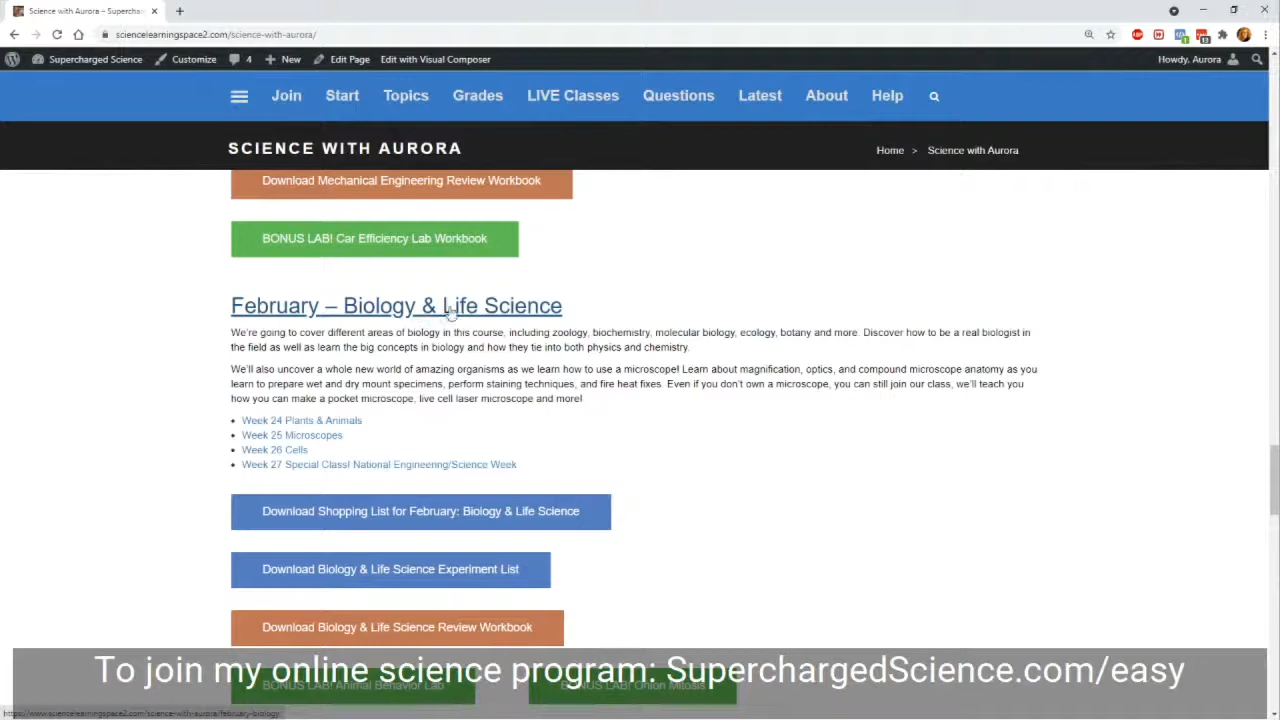 Science with Aurora – Supercha
sciencelearningspace2.com/science-with-aurora/
Supercharged Science Customize 4 New Edit Page Edit with Visual Composer Howdy, Aurora
Join Start Topics Grades LIVE Classes Questions Latest About Help
SCIENCE WITH AURORA
Home > Science with Aurora
Download Mechanical Engineering Review Workbook
BONUS LAB! Car Efficiency Lab Workbook
February – Biology & Life Science
We're going to cover different areas of biology in this course, including zoology, biochemistry, molecular biology, ecology, botany and more. Discover how to be a real biologist in
the field as well as learn the big concepts in biology and how they tie into both physics and chemistry.
We'll also uncover a whole new world of amazing organisms as we learn how to use a microscope! Learn about magnification, optics, and compound microscope anatomy as you
learn to prepare wet and dry mount specimens, perform staining techniques, and fire heat fixes. Even if you don't own a microscope, you can still join our class, we'll teach you
how you can make a pocket microscope, live cell laser microscope and more!
Week 24 Plants & Animals
Week 25 Microscopes
Week 26 Cells
Week 27 Special Class! National Engineering/Science Week
Download Shopping List for February: Biology & Life Science
Download Biology & Life Science Experiment List
Download Biology & Life Science Review Workbook
To join my online science program: SuperchargedScience.com/easy
BONUS LAB! Animal Behavior Lab BONUS LAB! Onion Mitosis
https://www.sciencelearningspace2.com/science-with-aurora/february-biology